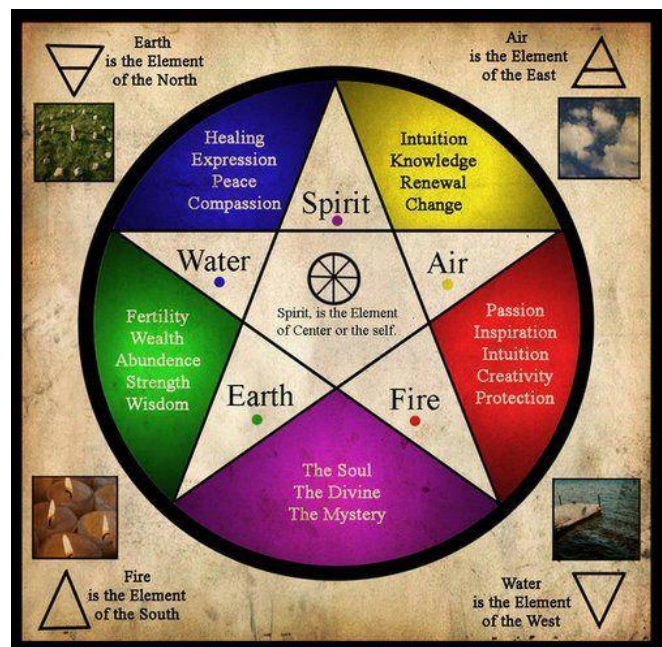 Earth
is the Element
of the North
Air
is the Element
of the East
Healing
Expression
Peace
Compassion
Intuition
Knowledge
Renewal
Change
Spirit
Water
Air
Spirit, is the Element
of Center or the self.
Fertility
Wealth
Abundence
Strength
Wisdom
Passion
Inspiration
Intuition
Creativity
Protection
Earth
Fire
The Soul
The Divine
The Mystery
Fire
is the Element
of the South
Water
is the Element
of the West